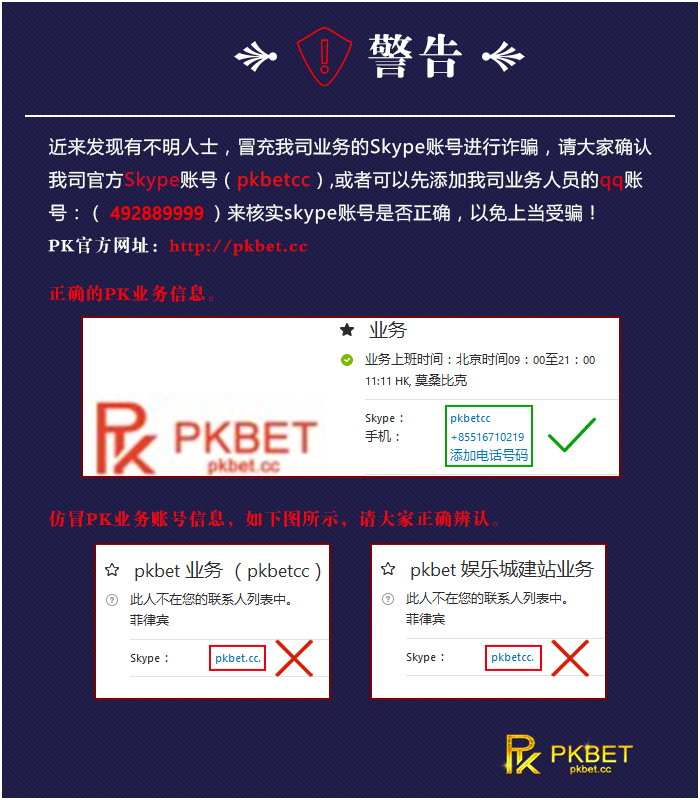 警告
近来发现有不明人士，冒充我司业务的Skype账号进行诈骗，请大家确认
我司官方Skype账号（pkbetcc）,或者可以先添加我司业务人员的qq账
号：（ 492889999 ）来核实skype账号是否正确，以免上当受骗！
PK官方网址：http://pkbet.cc
正确的PK业务信息。
业务
业务上班时间：北京时间09：00至21：00
11:11 HK, 莫桑比克
Skype：
pkbetcc
手机：
+85516710219
添加电话号码
PKBET
pkbet.cc
仿冒PK业务账号信息，如下图所示，请大家正确辨认。
pkbet 业务 （pkbetcc）
此人不在您的联系人列表中。
菲律宾
Skype：
pkbet.cc.
pkbet 娱乐城建站业务
此人不在您的联系人列表中。
菲律宾
Skype：
pkbetcc.
PKBET
pkbet.cc